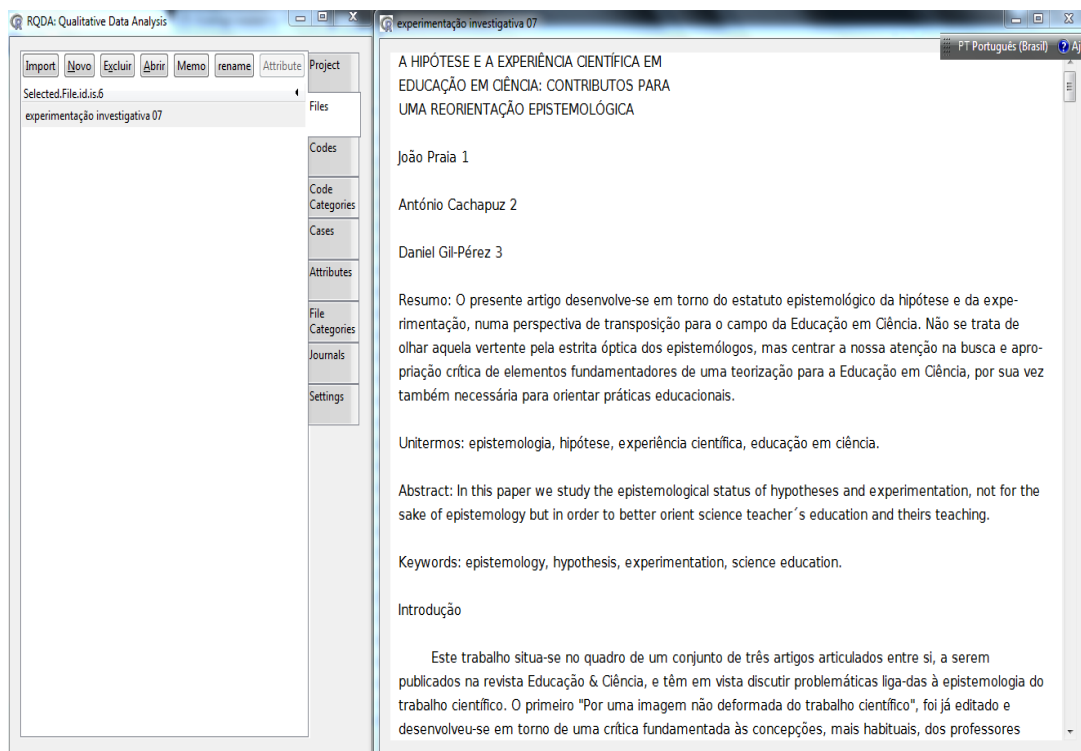 RQDA: Qualitative Data Analysis
Import Novo Excluir Abrir Memo rename Attribute
Selected.File.id.is.6
experimentação investigativa 07
Project
Files
Codes
Code
Categories
Cases
Attributes
File
Categories
Journals
Settings
experimentação investigativa 07
PT Português (Brasil) ? Aj
A HIPÓTESE E A EXPERIÊNCIA CIENTÍFICA EM
EDUCAÇÃO EM CIÊNCIA: CONTRIBUTOS PARA
UMA REORIENTAÇÃO EPISTEMOLÓGICA
João Praia 1
António Cachapuz 2
Daniel Gil-Pérez 3
Resumo: O presente artigo desenvolve-se em torno do estatuto epistemológico da hipótese e da expe-
rimentação, numa perspectiva de transposição para o campo da Educação em Ciência. Não se trata de
olhar aquela vertente pela estrita óptica dos epistemólogos, mas centrar a nossa atenção na busca e apro-
priação crítica de elementos fundamentadores de uma teorização para a Educação em Ciência, por sua vez
também necessária para orientar práticas educacionais.
Unitermos: epistemologia, hipótese, experiência científica, educação em ciência.
Abstract: In this paper we study the epistemological status of hypotheses and experimentation, not for the
sake of epistemology but in order to better orient science teacher´s education and theirs teaching.
Keywords: epistemology, hypothesis, experimentation, science education.
Introdução
Este trabalho situa-se no quadro de um conjunto de três artigos articulados entre si, a serem
publicados na revista Educação & Ciência, e têm em vista discutir problemáticas liga-das à epistemologia do
trabalho científico. O primeiro "Por uma imagem não deformada do trabalho científico", foi já editado e
desenvolveu-se em torno de uma crítica fundamentada às concepções, mais habituais, dos professores